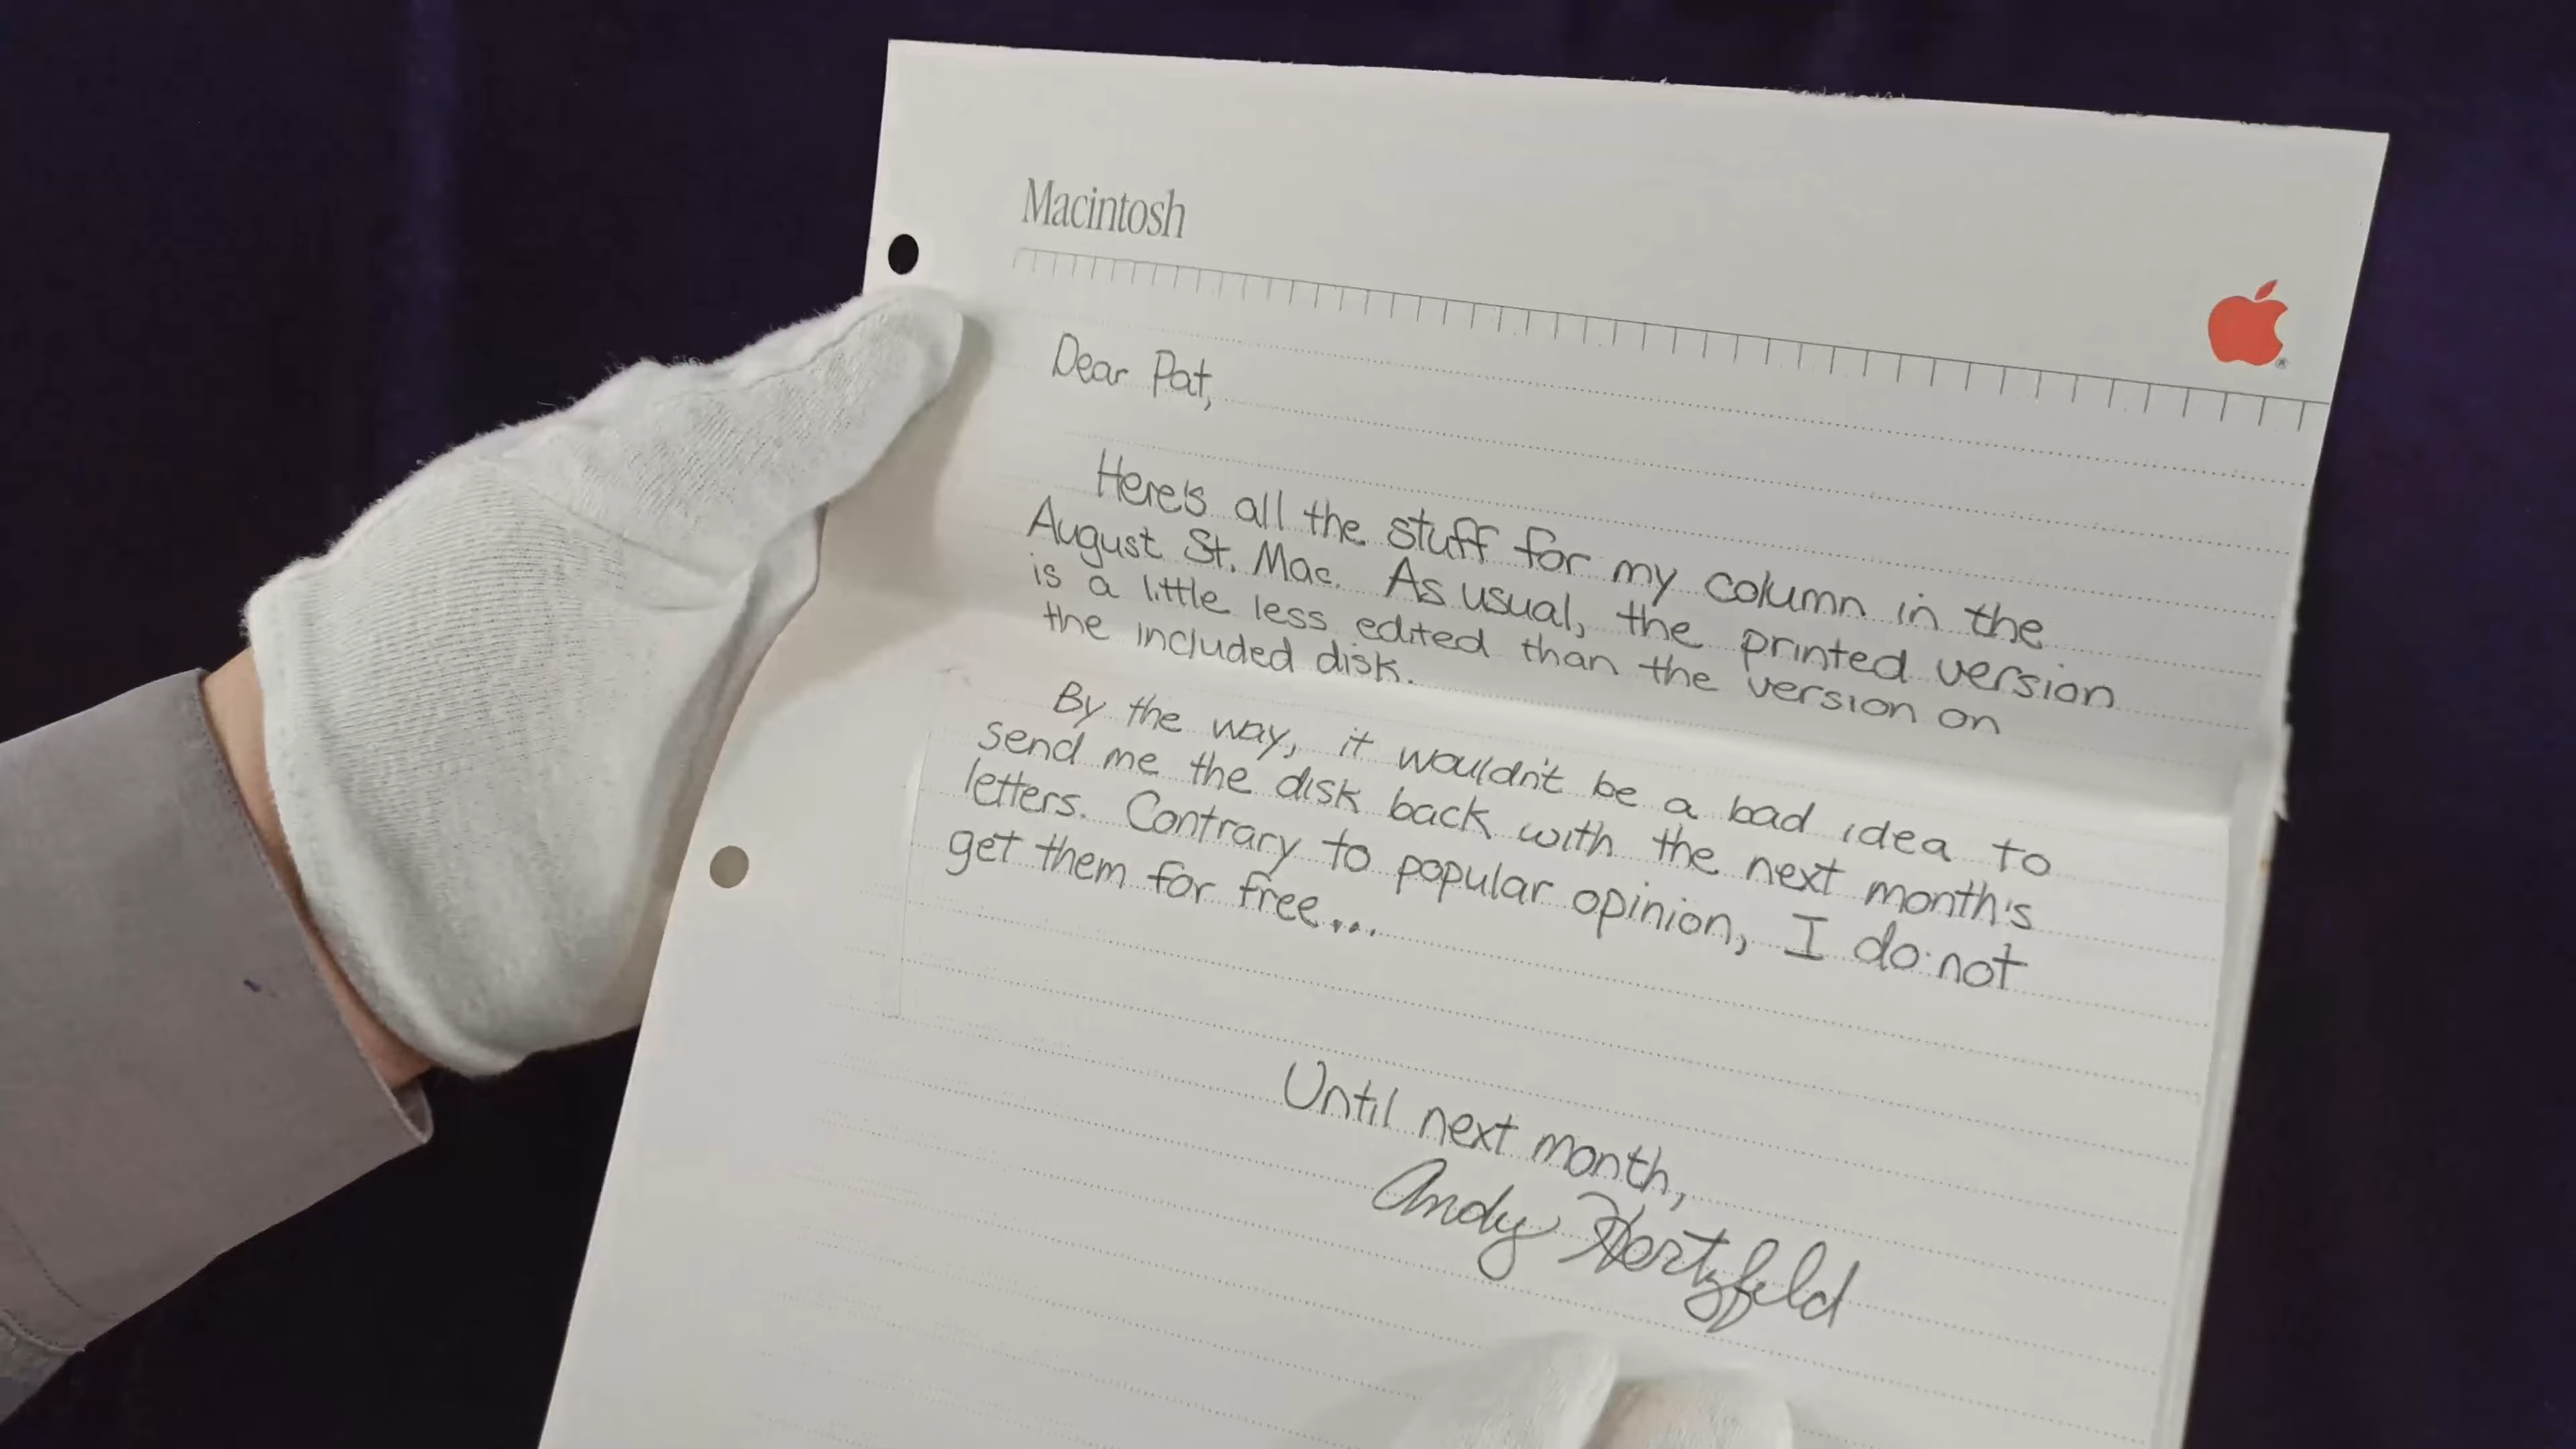 Macintosh
Dear Pat,
Here's all the stuff for my column in the
August St. Mac. As usual, the printed version
is a little less edited than the version on
the included disk.
By the way, it wouldn't be a bad idea to
send me the disk back with the next month's
letters. Contrary to popular opinion, I do not
get them for free...
Until next month,
Andy Hertzfeld